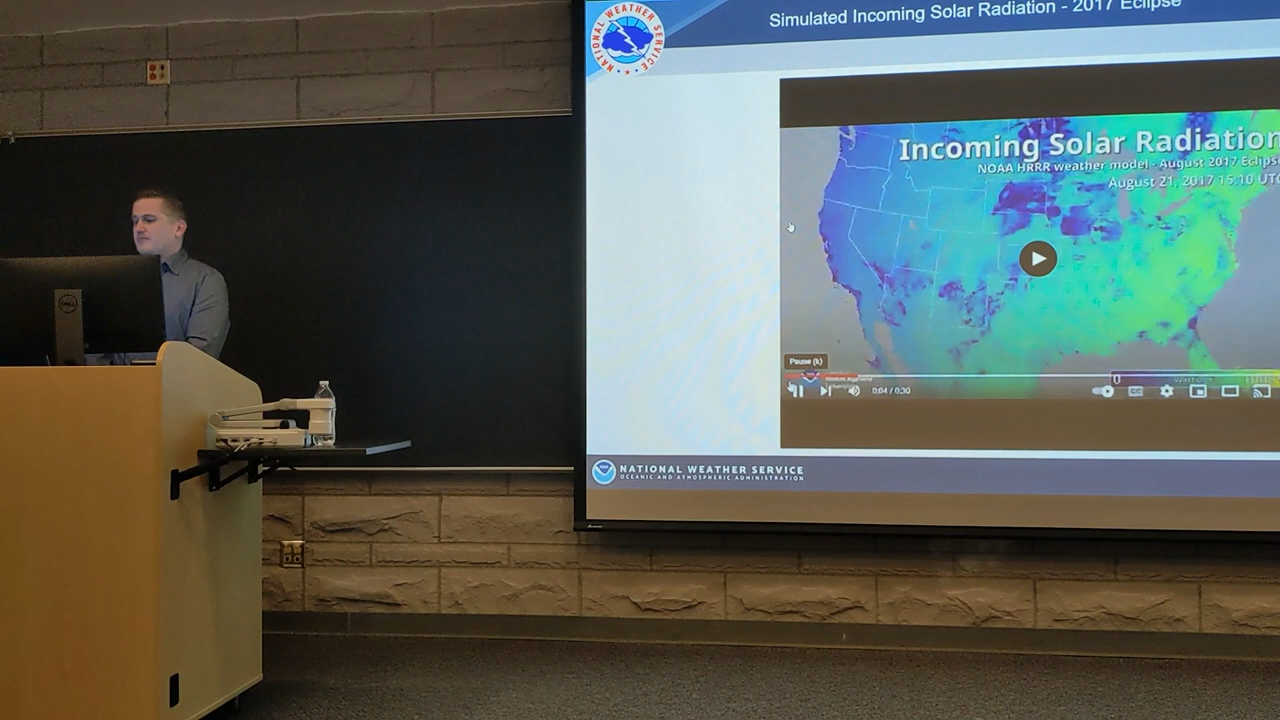 Simulated Incoming Solar Radiation - 2017 Eclipse
NATIONAL WEATHER SERVICE
Incoming Solar Radiation
NOAA HRRR weather model - August 2017 Eclipse
August 21, 2017 15:10 UTC
DELL
Pause (k)
0
0:04 / 0:30
NATIONAL WEATHER SERVICE
OCEANIC AND ATMOSPHERIC ADMINISTRATION